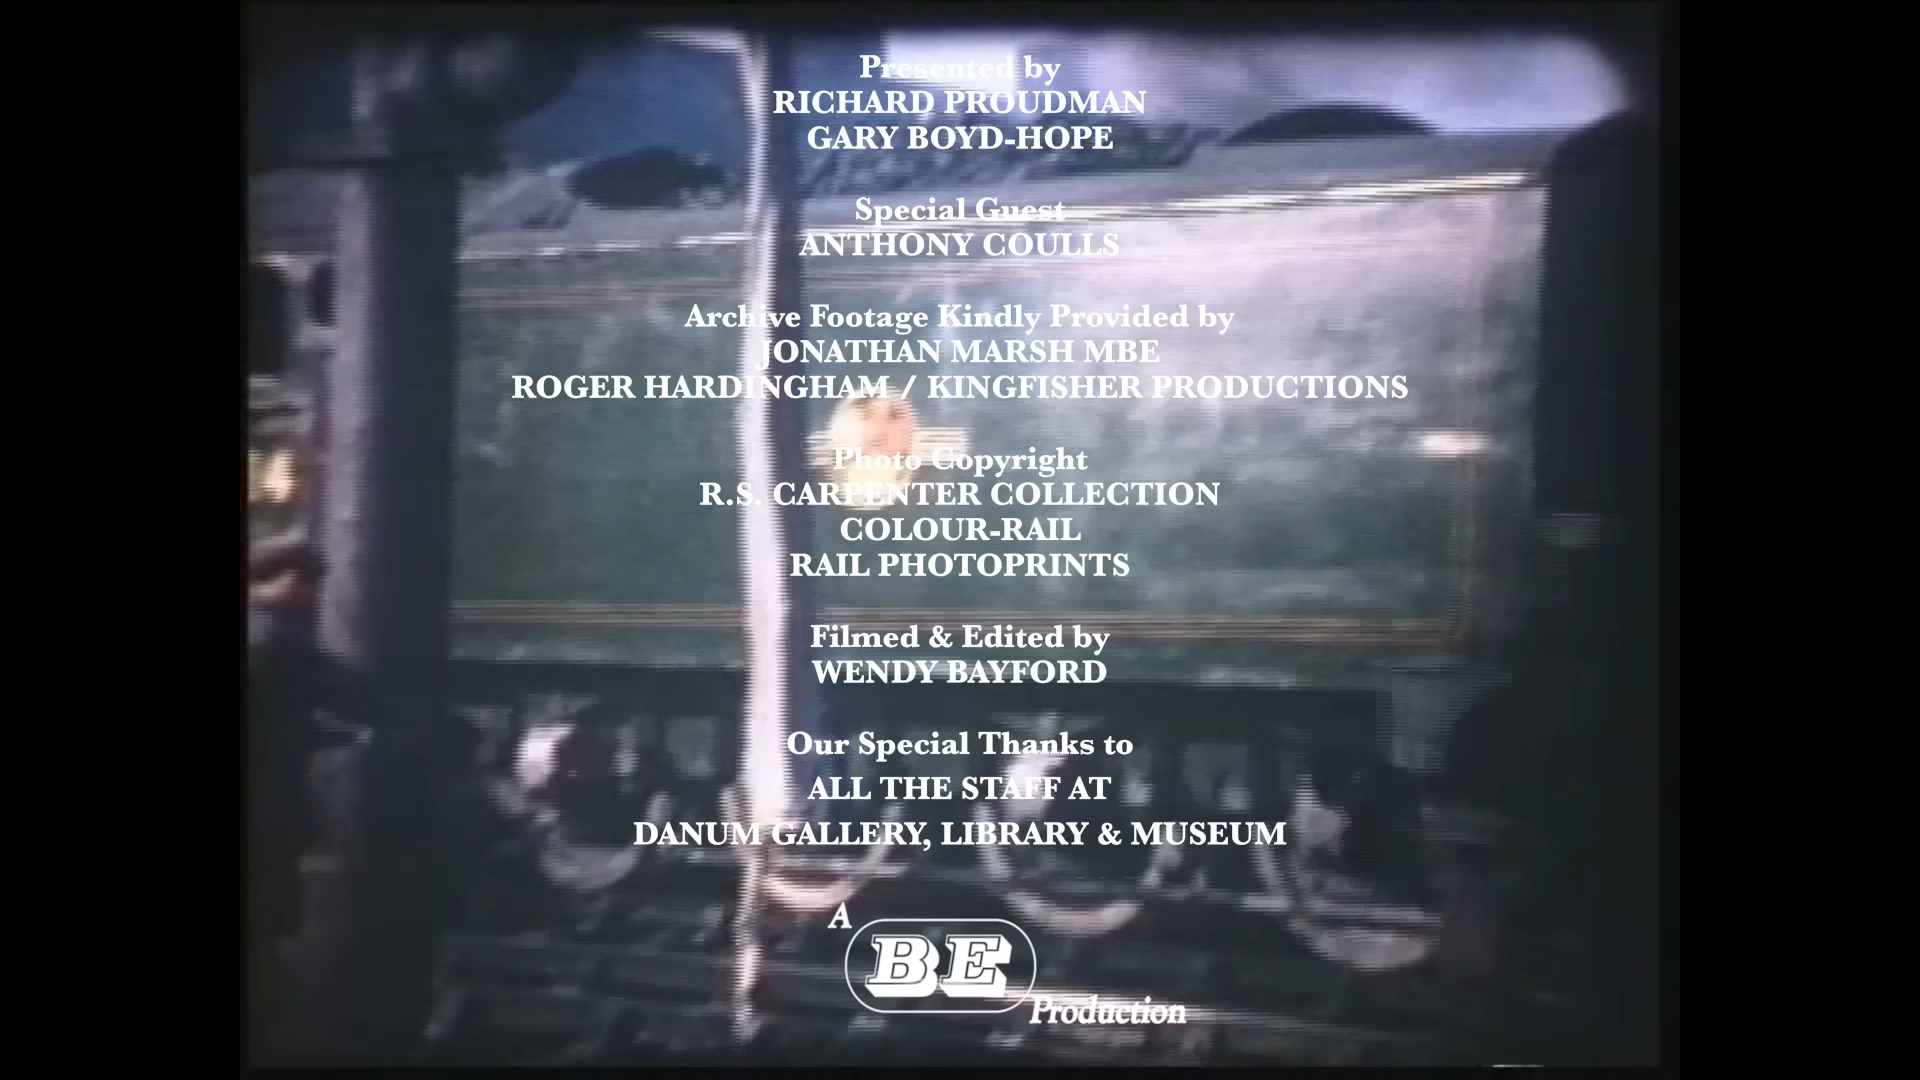 Presented by
RICHARD PROUDMAN
GARY BOYD-HOPE
Special Guest
ANTHONY COULLS
Archive Footage Kindly Provided by
JONATHAN MARSH MBE
ROGER HARDINGHAM / KINGFISHER PRODUCTIONS
Photo Copyright
R.S. CARPENTER COLLECTION
COLOUR-RAIL
RAIL PHOTOPRINTS
Filmed & Edited by
WENDY BAYFORD
Our Special Thanks to
ALL THE STAFF AT
DANUM GALLERY, LIBRARY & MUSEUM
A
BE
Production